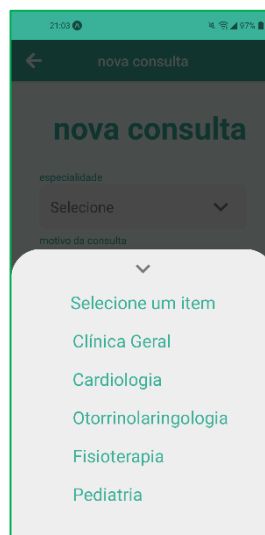 21:03 97%
nova consulta
nova consulta
especialidade
Selecione
motivo da consulta
Selecione um item
Clínica Geral
Cardiologia
Otorrinolaringologia
Fisioterapia
Pediatria